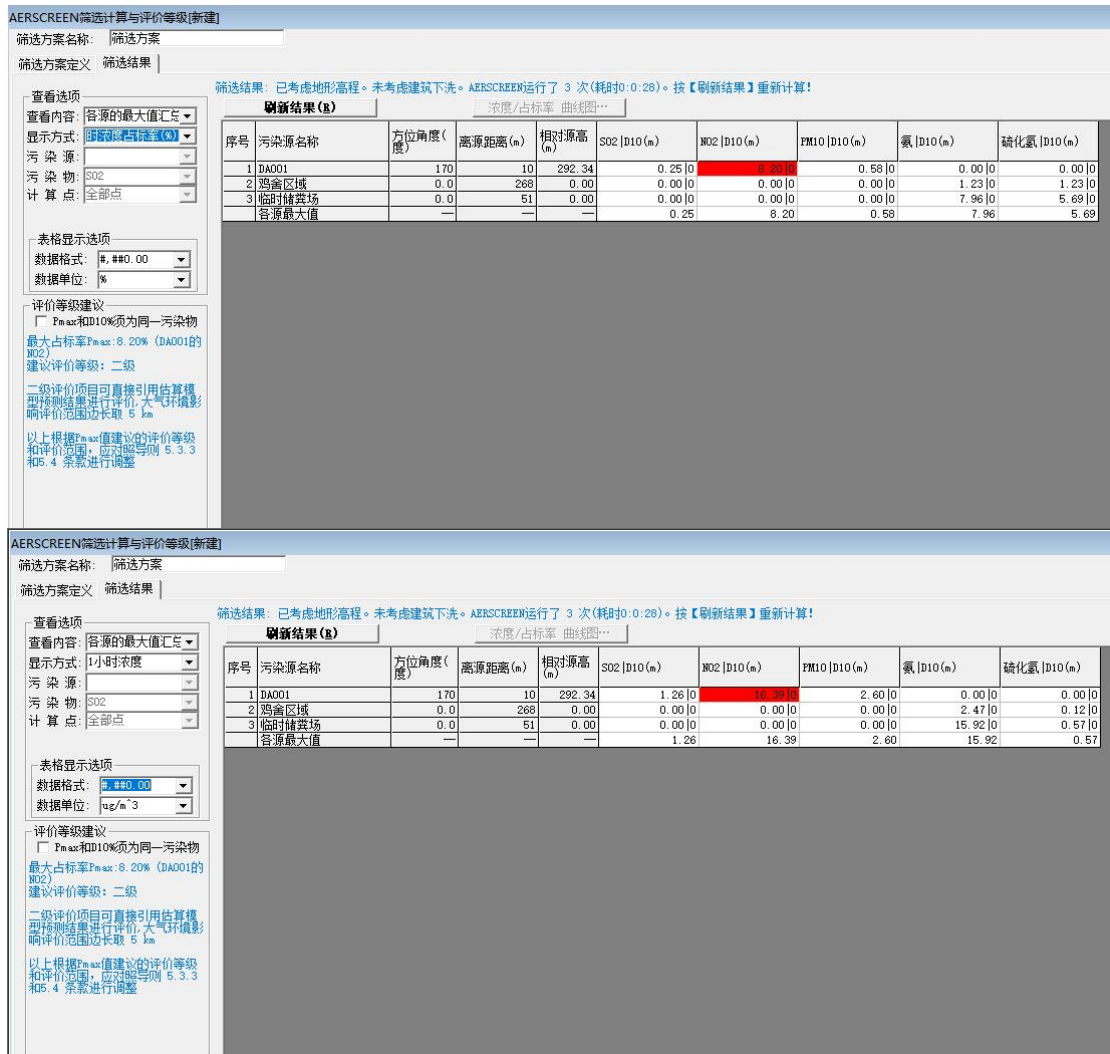 AERSCREEN筛选计算与评价等级[新建]
筛选方案名称: 筛选方案
筛选方案定义 筛选结果
筛选结果: 已考虑地形高程。未考虑建筑下洗。AERSCREEN运行了 3 次(耗时0:0:28)。按【刷新结果】重新计算!
查看选项
查看内容: 各源的最大值汇总
显示方式: 时浓度占标率(%)
污 染 源:
污 染 物: SO2
计 算 点: 全部点
刷新结果(R) 浓度/占标率 曲线图…
序号 污染源名称 方位角度(度) 离源距离(m) 相对源高(m) SO2|D10(m) NO2|D10(m) PM10|D10(m) 氨|D10(m) 硫化氢|D10(m)
1 DA001 170 10 292.34 0.25|0 8.20|0 0.58|0 0.00|0 0.00|0
2 鸡舍区域 0.0 268 0.00 0.00|0 0.00|0 0.00|0 1.23|0 1.23|0
3 临时储粪场 0.0 51 0.00 0.00|0 0.00|0 0.00|0 7.96|0 5.69|0
各源最大值 — — — 0.25 8.20 0.58 7.96 5.69
表格显示选项
数据格式: #,##0.00
数据单位: %
评价等级建议
Pmax和D10%须为同一污染物
最大占标率Pmax:8.20% (DA001的
NO2)
建议评价等级: 二级
二级评价项目可直接引用估算模
型预测结果进行评价,大气环境影
响评价范围边长取 5 km
以上根据Pmax值建议的评价等级
和评价范围,应对照导则 5.3.3
和5.4 条款进行调整
AERSCREEN筛选计算与评价等级[新建]
筛选方案名称: 筛选方案
筛选方案定义 筛选结果
筛选结果: 已考虑地形高程。未考虑建筑下洗。AERSCREEN运行了 3 次(耗时0:0:28)。按【刷新结果】重新计算!
查看选项
查看内容: 各源的最大值汇总
显示方式: 1小时浓度
污 染 源:
污 染 物: SO2
计 算 点: 全部点
刷新结果(R) 浓度/占标率 曲线图…
序号 污染源名称 方位角度(度) 离源距离(m) 相对源高(m) SO2|D10(m) NO2|D10(m) PM10|D10(m) 氨|D10(m) 硫化氢|D10(m)
1 DA001 170 10 292.34 1.26|0 16.39|0 2.60|0 0.00|0 0.00|0
2 鸡舍区域 0.0 268 0.00 0.00|0 0.00|0 0.00|0 2.47|0 0.12|0
3 临时储粪场 0.0 51 0.00 0.00|0 0.00|0 0.00|0 15.92|0 0.57|0
各源最大值 — — — 1.26 16.39 2.60 15.92 0.57
表格显示选项
数据格式: #,##0.00
数据单位: ug/m^3
评价等级建议
Pmax和D10%须为同一污染物
最大占标率Pmax:8.20% (DA001的
NO2)
建议评价等级: 二级
二级评价项目可直接引用估算模
型预测结果进行评价,大气环境影
响评价范围边长取 5 km
以上根据Pmax值建议的评价等级
和评价范围,应对照导则 5.3.3
和5.4 条款进行调整